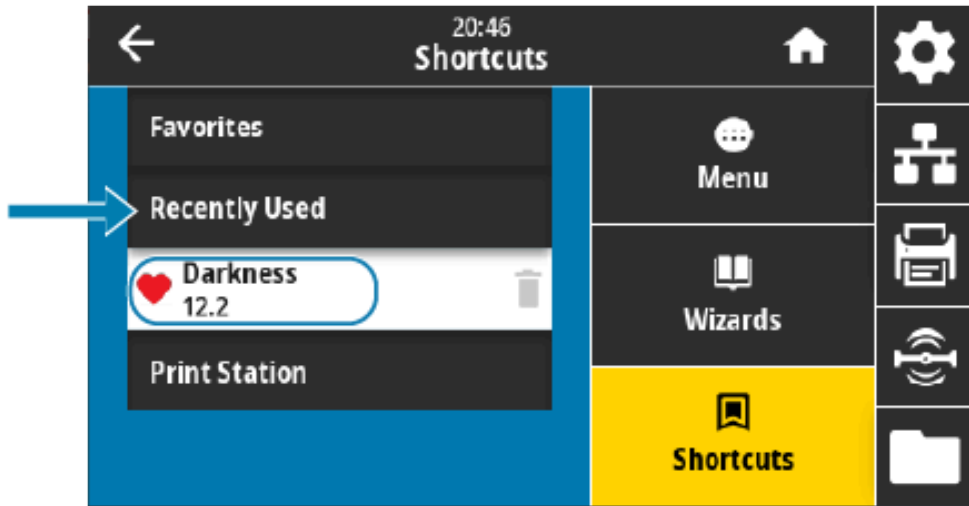 20:46
Shortcuts
Favorites
Recently Used
Darkness
12.2
Print Station
Menu
Wizards
Shortcuts